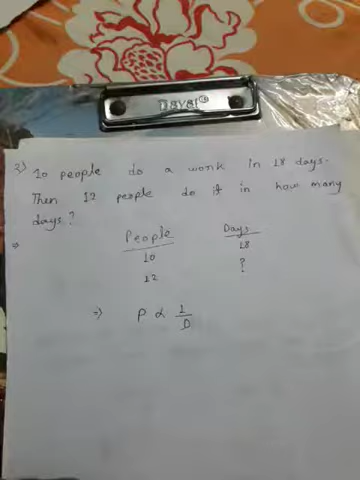 Dayal®
3) 10 people do a work in 18 days.
Then 12 people do it in how many
days?
⇒ People Days
10 18
12 ?
⇒ P ∝ 1/D